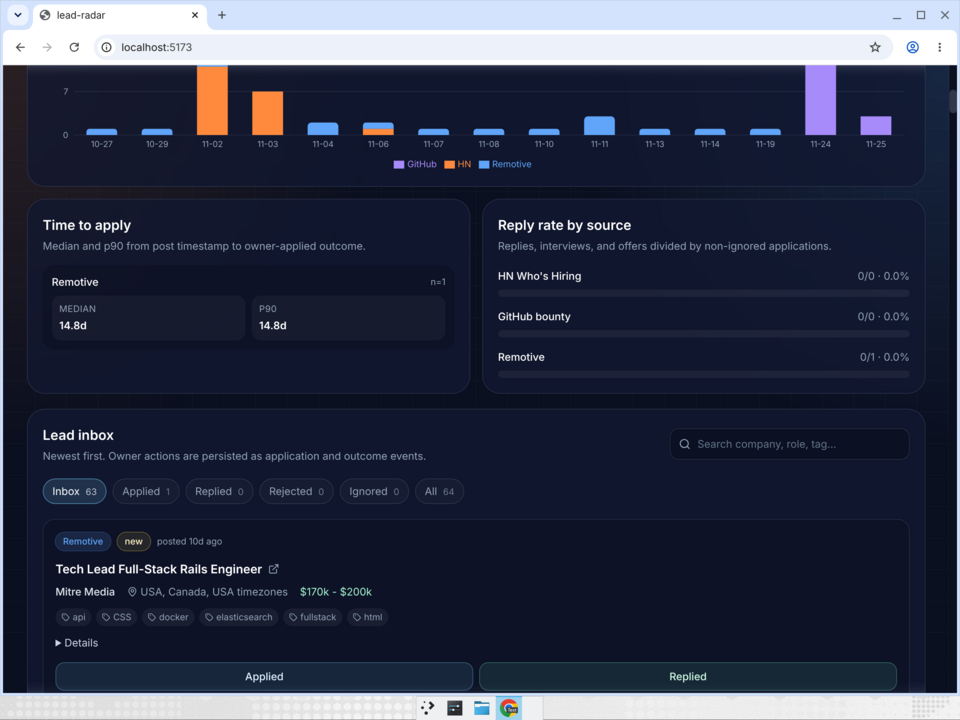 lead-radar
localhost:5173
7
0
10-27 10-29 11-02 11-03 11-04 11-06 11-07 11-08 11-10 11-11 11-13 11-14 11-19 11-24 11-25
GitHub HN Remotive
Time to apply
Median and p90 from post timestamp to owner-applied outcome.
Remotive n=1
MEDIAN
14.8d
P90
14.8d
Reply rate by source
Replies, interviews, and offers divided by non-ignored applications.
HN Who's Hiring 0/0 · 0.0%
GitHub bounty 0/0 · 0.0%
Remotive 0/1 · 0.0%
Lead inbox
Newest first. Owner actions are persisted as application and outcome events.
Search company, role, tag...
Inbox 63 Applied 1 Replied 0 Rejected 0 Ignored 0 All 64
Remotive new posted 10d ago
Tech Lead Full-Stack Rails Engineer
Mitre Media USA, Canada, USA timezones $170k - $200k
api CSS docker elasticsearch fullstack html
Details
Applied Replied